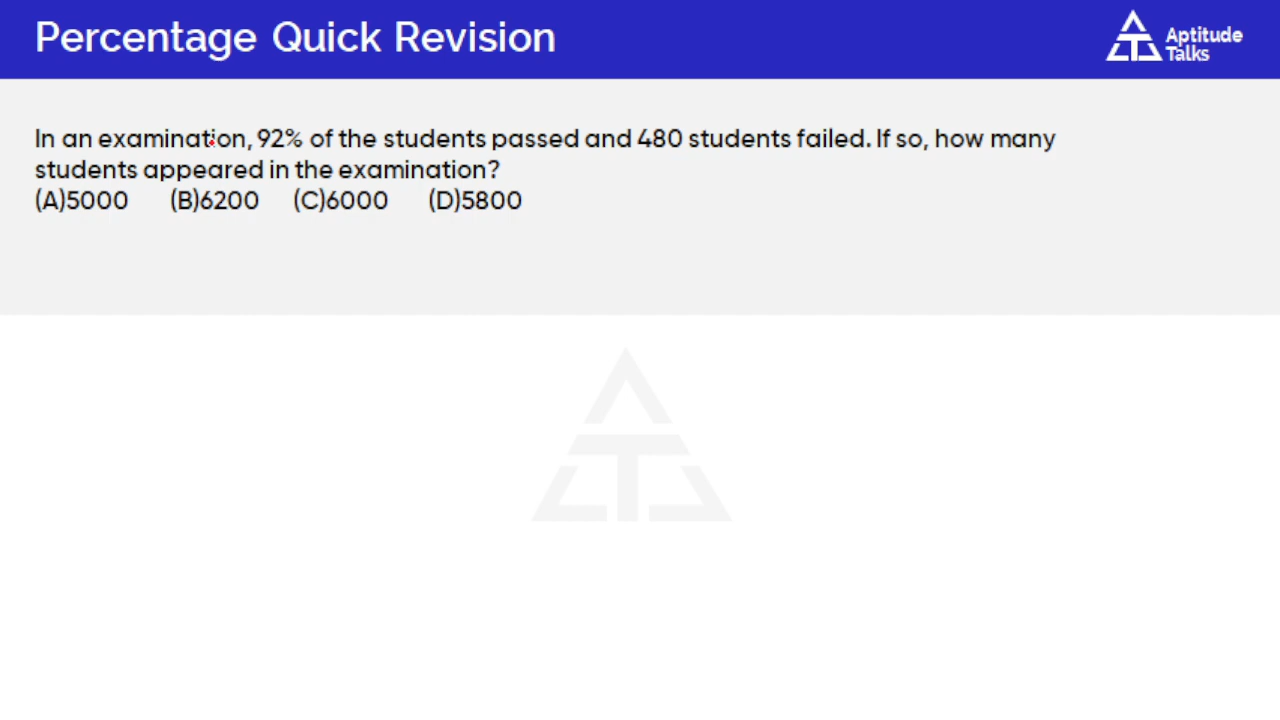 Percentage Quick Revision
Aptitude
Talks
In an examination, 92% of the students passed and 480 students failed. If so, how many
students appeared in the examination?
(A)5000 (B)6200 (C)6000 (D)5800